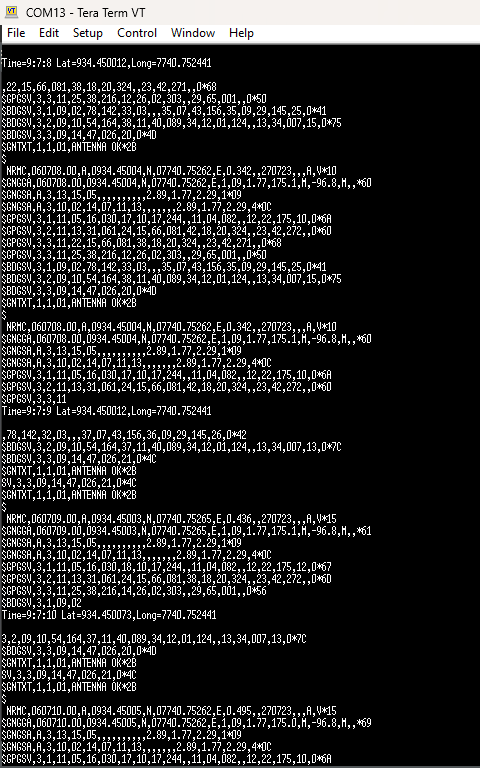 COM13 - Tera Term VT
File Edit Setup Control Window Help
Time=9:7:8 Lat=934.450012,Long=7740.752441
,22,15,66,081,38,18,20,324,,23,42,271,,0*68
$GPGSV,3,3,11,25,38,216,12,26,02,303,,29,65,001,,0*50
$BDGSV,3,1,09,02,78,142,33,03,,,35,07,43,156,35,09,29,145,25,0*41
$BDGSV,3,2,09,10,54,164,38,11,40,089,34,12,01,124,,13,34,007,15,0*75
$BDGSV,3,3,09,14,47,026,20,0*4D
$GNTXT,1,1,01,ANTENNA OK*2B
$
NRMC,060708.00,A,0934.45004,N,07740.75262,E,0.342,,270723,,,A,V*10
$GNGGA,060708.00,0934.45004,N,07740.75262,E,1,09,1.77,175.1,M,-96.8,M,,*60
$GNGSA,A,3,13,15,05,,,,,,,,,,2.89,1.77,2.29,1*09
$GNGSA,A,3,10,02,14,07,11,13,,,,,,,2.89,1.77,2.29,4*0C
$GPGSV,3,1,11,05,16,030,17,10,17,244,,11,04,082,,12,22,175,10,0*6A
$GPGSV,3,2,11,13,31,061,24,15,66,081,42,18,20,324,,23,42,271,,0*60
$GPGSV,3,3,11,22,15,66,081,38,18,20,324,,23,42,271,,0*68
$GPGSV,3,3,11,25,38,216,12,26,02,303,,29,65,001,,0*50
$BDGSV,3,1,09,02,78,142,33,03,,,35,07,43,156,35,09,29,145,25,0*41
$BDGSV,3,2,09,10,54,164,38,11,40,089,34,12,01,124,,13,34,007,15,0*75
$BDGSV,3,3,09,14,47,026,20,0*4D
$GNTXT,1,1,01,ANTENNA OK*2B
$
NRMC,060708.00,A,0934.45004,N,07740.75262,E,0.342,,270723,,,A,V*10
$GNGGA,060708.00,0934.45004,N,07740.75262,E,1,09,1.77,175.1,M,-96.8,M,,*60
$GNGSA,A,3,13,15,05,,,,,,,,,,2.89,1.77,2.29,1*09
$GNGSA,A,3,10,02,14,07,11,13,,,,,,,2.89,1.77,2.29,4*0C
$GPGSV,3,1,11,05,16,030,17,10,17,244,,11,04,082,,12,22,175,10,0*6A
$GPGSV,3,2,11,13,31,061,24,15,66,081,42,18,20,324,,23,42,272,,0*60
$GPGSV,3,3,11
Time=9:7:9 Lat=934.450012,Long=7740.752441
,78,142,32,03,,,37,07,43,156,36,09,29,145,26,0*42
$BDGSV,3,2,09,10,54,164,37,11,40,089,34,12,01,124,,13,34,007,13,0*7C
$BDGSV,3,3,09,14,47,026,21,0*4C
$GNTXT,1,1,01,ANTENNA OK*2B
SV,3,3,09,14,47,026,21,0*4C
$GNTXT,1,1,01,ANTENNA OK*2B
$
NRMC,060709.00,A,0934.45003,N,07740.75265,E,0.436,,270723,,,A,V*15
$GNGGA,060709.00,0934.45003,N,07740.75265,E,1,09,1.77,175.1,M,-96.8,M,,*61
$GNGSA,A,3,13,15,05,,,,,,,,,,2.89,1.77,2.29,1*09
$GNGSA,A,3,10,02,14,07,11,13,,,,,,,2.89,1.77,2.29,4*0C
$GPGSV,3,1,11,05,16,030,18,10,17,244,,11,04,082,,12,22,175,12,0*67
$GPGSV,3,2,11,13,31,061,24,15,66,081,38,18,20,324,,23,42,272,,0*6D
$GPGSV,3,3,11,25,38,216,14,26,02,303,,29,65,001,,0*56
$BDGSV,3,1,09,02
Time=9:7:10 Lat=934.450073,Long=7740.752441
3,2,09,10,54,164,37,11,40,089,34,12,01,124,,13,34,007,13,0*7C
$BDGSV,3,3,09,14,47,026,20,0*4D
$GNTXT,1,1,01,ANTENNA OK*2B
SV,3,3,09,14,47,026,21,0*4C
$GNTXT,1,1,01,ANTENNA OK*2B
$
NRMC,060710.00,A,0934.45005,N,07740.75262,E,0.495,,270723,,,A,V*15
$GNGGA,060710.00,0934.45005,N,07740.75262,E,1,09,1.77,175.0,M,-96.8,M,,*69
$GNGSA,A,3,13,15,05,,,,,,,,,,2.89,1.77,2.29,1*09
$GNGSA,A,3,10,02,14,07,11,13,,,,,,,2.89,1.77,2.29,4*0C
$GPGSV,3,1,11,05,16,030,17,10,17,244,,11,04,082,,12,22,175,10,0*6A